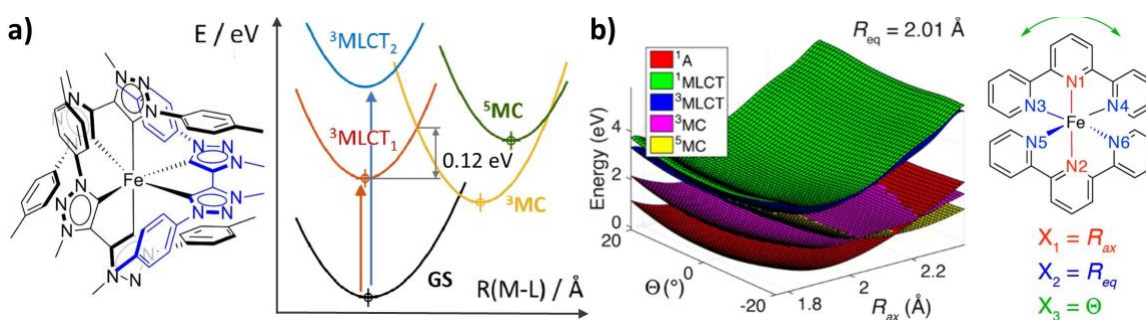 a)
E / eV
³MLCT₂
³MLCT₁
⁵MC
³MC
0.12 eV
GS
R(M-L) / Å
Fe
N
N
N
N
N
N
N
N
N
N
N
N
b)
R_eq = 2.01 Å
¹A
¹MLCT
³MLCT
³MC
⁵MC
Energy (eV)
4
2
0
Θ (°)
20
0
-20
R_ax (Å)
1.8
2
2.2
N1
N3
N4
Fe
N5
N6
N2
X₁ = R_ax
X₂ = R_eq
X₃ = Θ